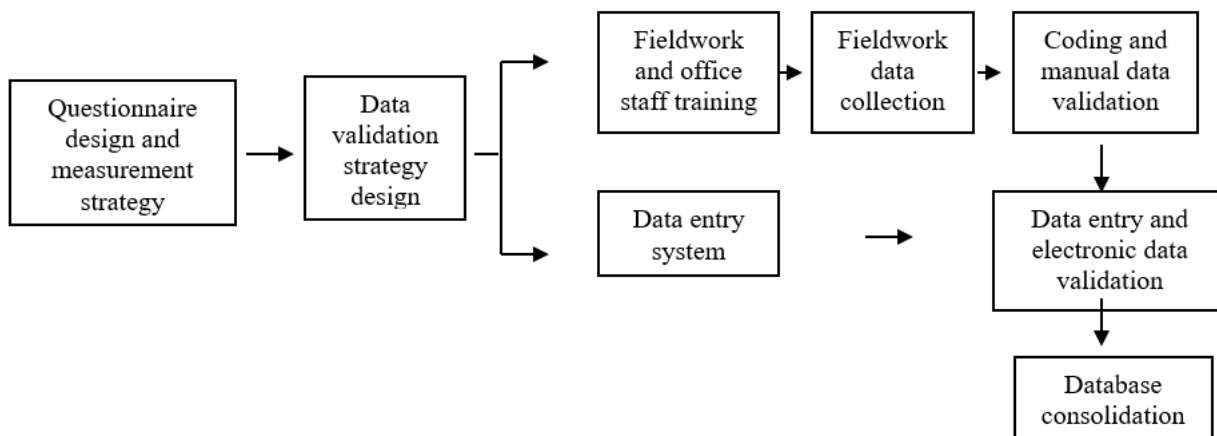 Questionnaire
design and
measurement
strategy
Data
validation
strategy
design
Fieldwork
and office
staff training
Fieldwork
data
collection
Coding and
manual data
validation
Data entry
system
Data entry and
electronic data
validation
Database
consolidation